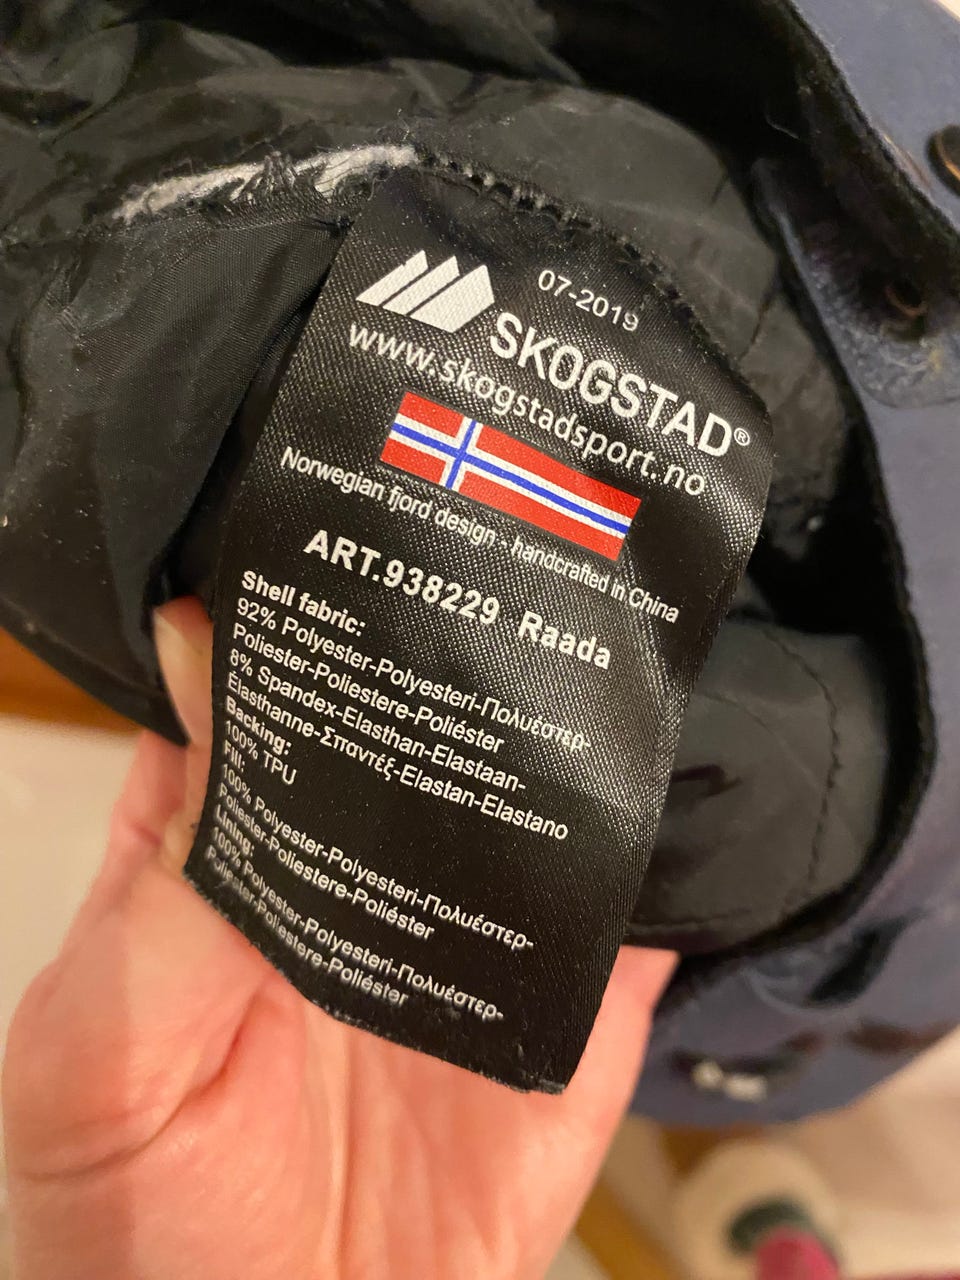 07-2019
SKOGSTAD®
www.skogstadsport.no
Norwegian fjord design - handcrafted in China
ART.938229 Raada
Shell fabric:
92% Polyester-Polyesteri-Πολυέστερ-
Poliester-Poliestere-Poliéster
8% Spandex-Elasthan-Elastaan-
Élasthanne-Σπαντέξ-Elastan-Elastano
Backing:
100% TPU
Fill:
100% Polyester-Polyesteri-Πολυέστερ-
Poliester-Poliestere-Poliéster
Lining:
100% Polyester-Polyesteri-Πολυέστερ-
Poliester-Poliestere-Poliéster